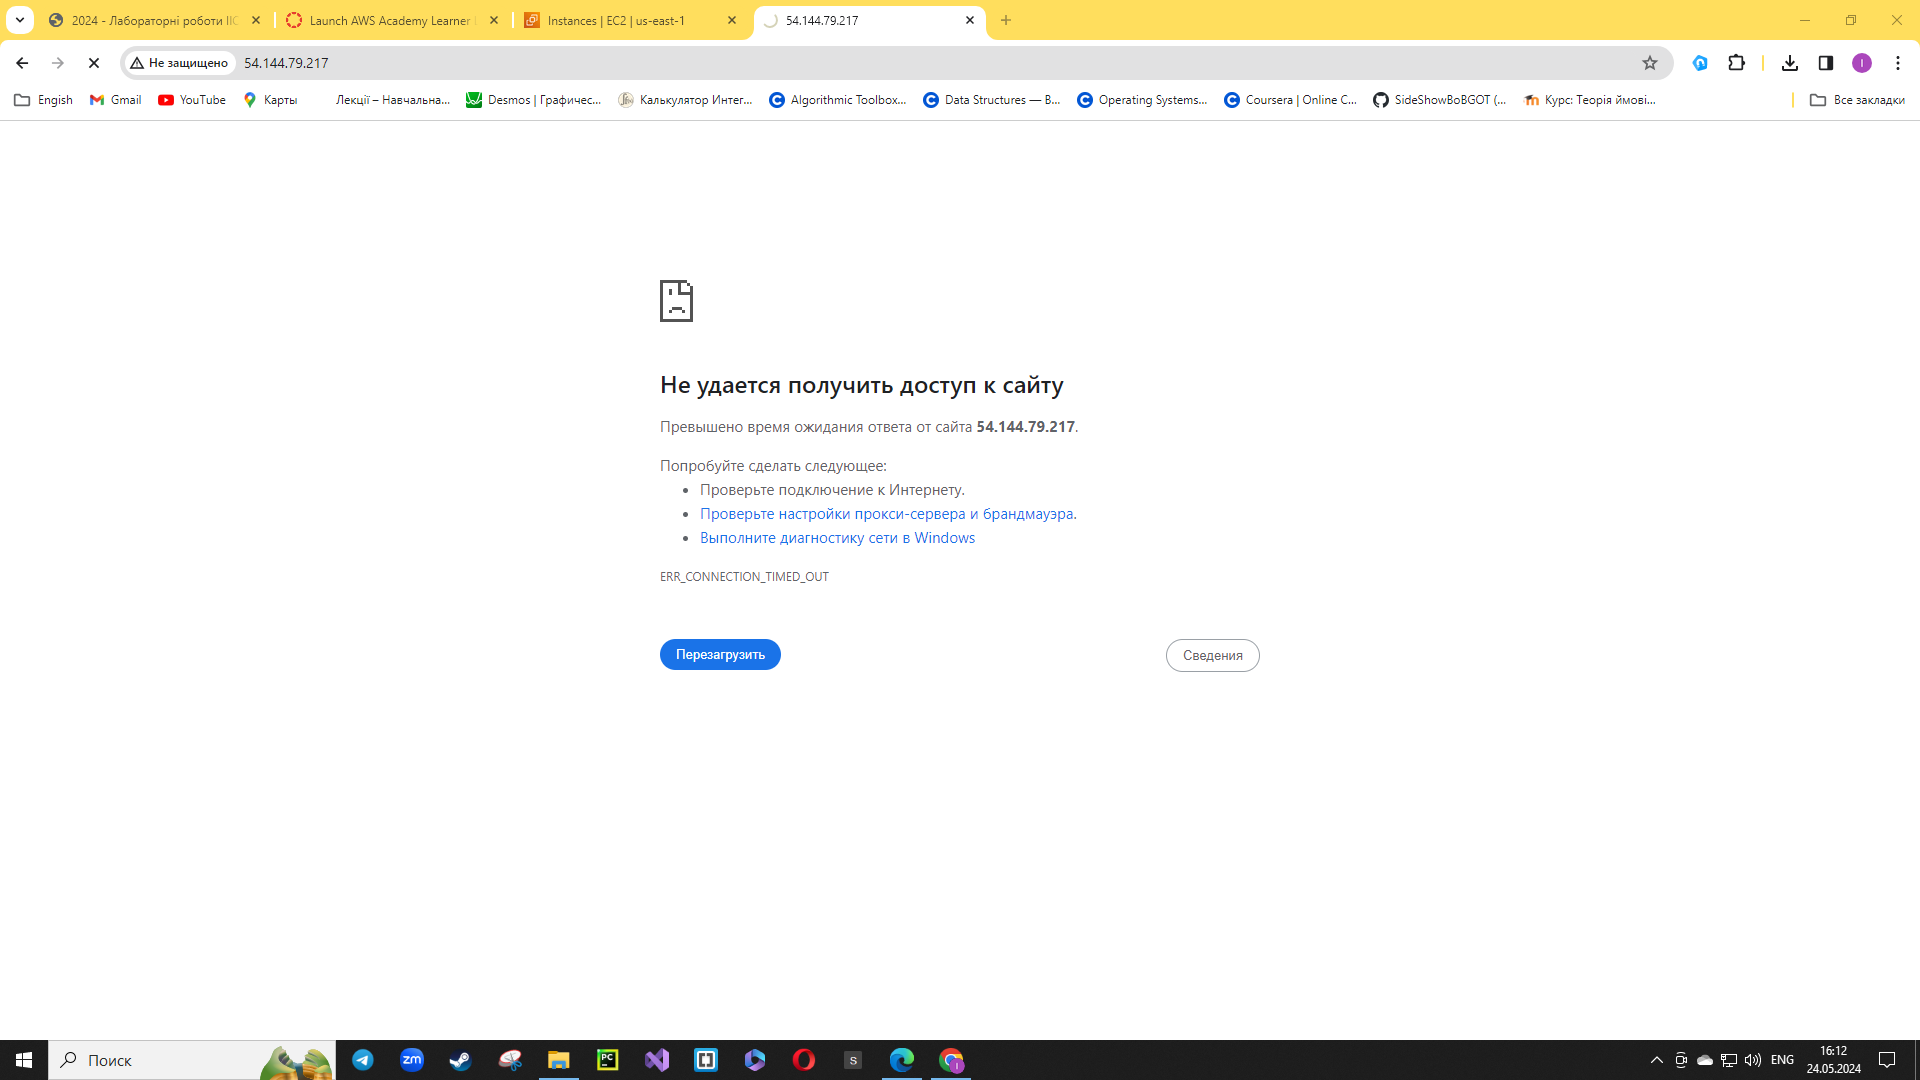 2024 - Лабораторні роботи ІІС
Launch AWS Academy Learner
Instances | EC2 | us-east-1
54.144.79.217
Не защищено
54.144.79.217
Engish
Gmail
YouTube
Карты
Лекції – Навчальна...
Desmos | Графичес...
Калькулятор Интег...
Algorithmic Toolbox...
Data Structures — B...
Operating Systems...
Coursera | Online C...
SideShowBoBGOT (...
Курс: Теорія ймові...
Все закладки
Не удается получить доступ к сайту
Превышено время ожидания ответа от сайта 54.144.79.217.
Попробуйте сделать следующее:
• Проверьте подключение к Интернету.
• Проверьте настройки прокси-сервера и брандмауэра.
• Выполните диагностику сети в Windows
ERR_CONNECTION_TIMED_OUT
Перезагрузить
Сведения
Поиск
zm
PC
S
ENG
16:12
24.05.2024